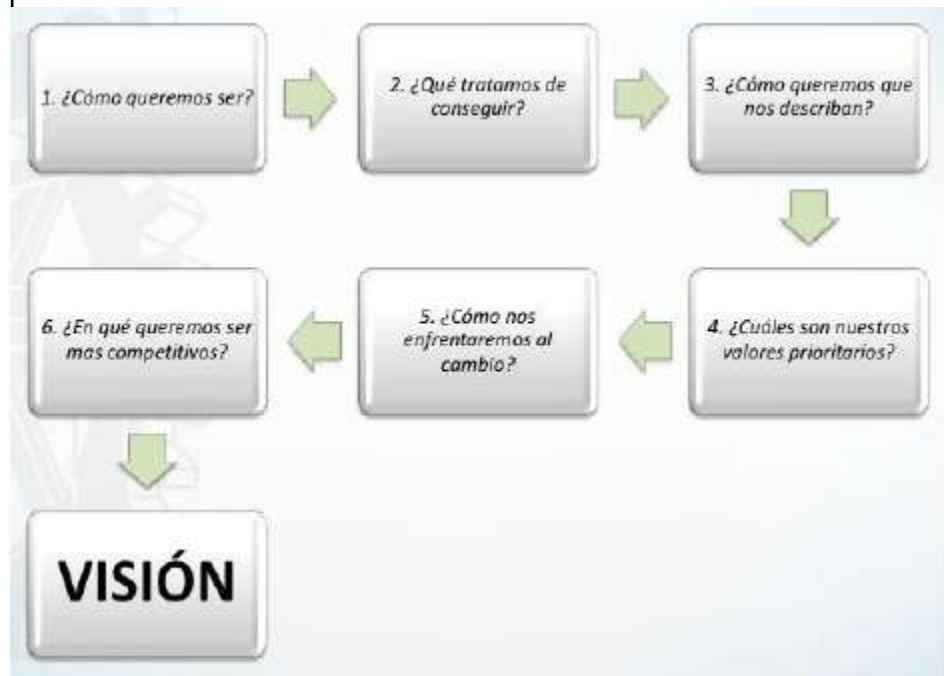 1. ¿Cómo queremos ser?
2. ¿Qué tratamos de
conseguir?
3. ¿Cómo queremos que
nos describan?
4. ¿Cuáles son nuestros
valores prioritarios?
5. ¿Cómo nos
enfrentaremos al
cambio?
6. ¿En qué queremos ser
mas competitivos?
VISIÓN